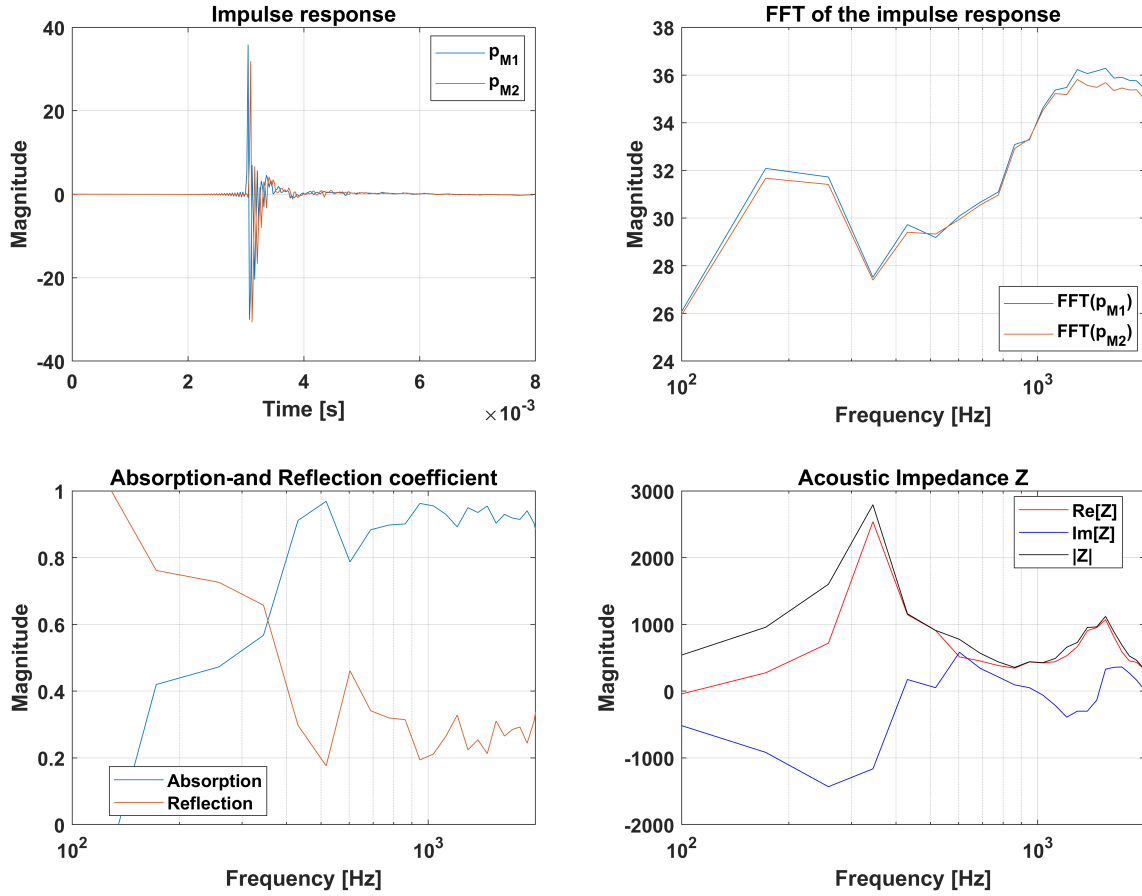 Impulse response
40
20
0
-20
-40
Magnitude
p_M1
p_M2
0
2
4
6
8
Time [s]
×10^-3
FFT of the impulse response
38
36
34
32
30
28
26
24
Magnitude
FFT(p_M1)
FFT(p_M2)
10^2
10^3
Frequency [Hz]
Absorption-and Reflection coefficient
1
0.8
0.6
0.4
0.2
0
Magnitude
Absorption
Reflection
10^2
10^3
Frequency [Hz]
Acoustic Impedance Z
3000
2000
1000
0
-1000
-2000
Magnitude
Re[Z]
Im[Z]
|Z|
10^2
10^3
Frequency [Hz]